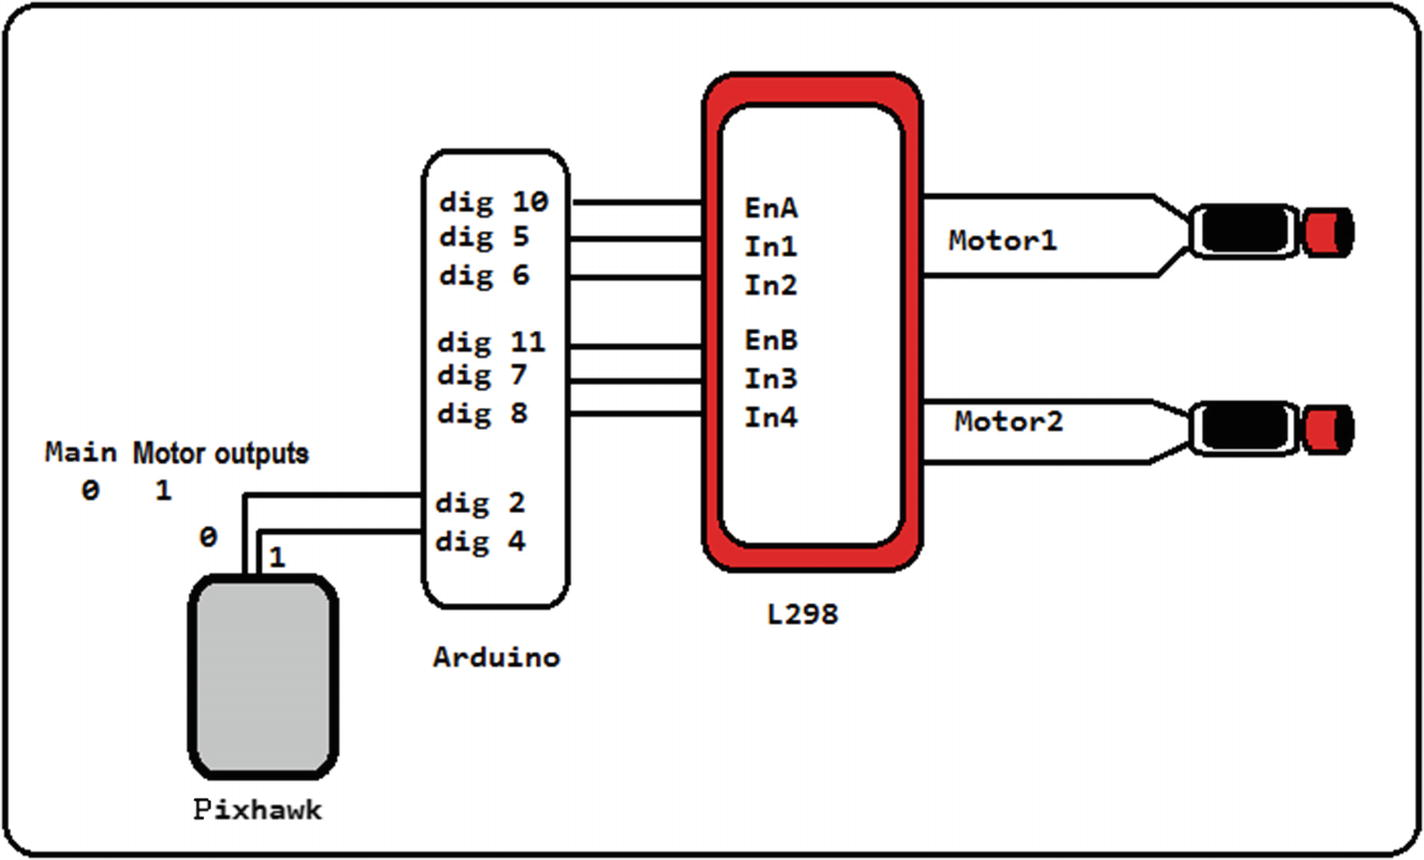 dig 10
dig 5
dig 6
dig 11
dig 7
dig 8
dig 2
dig 4
Arduino
EnA
In1
In2
EnB
In3
In4
L298
Motor1
Motor2
Main Motor outputs
0 1
0
1
Pixhawk